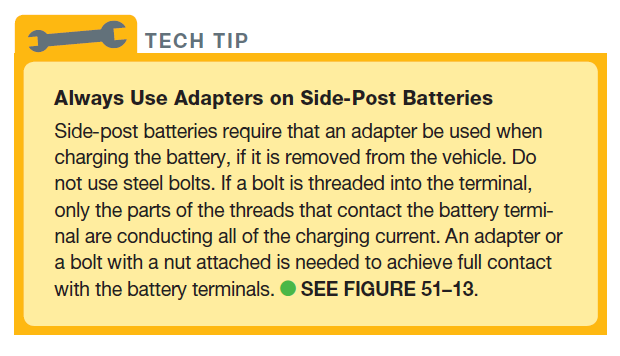 TECH TIP
Always Use Adapters on Side-Post Batteries
Side-post batteries require that an adapter be used when
charging the battery, if it is removed from the vehicle. Do
not use steel bolts. If a bolt is threaded into the terminal,
only the parts of the threads that contact the battery termi-
nal are conducting all of the charging current. An adapter or
a bolt with a nut attached is needed to achieve full contact
with the battery terminals. ● SEE FIGURE 51–13.